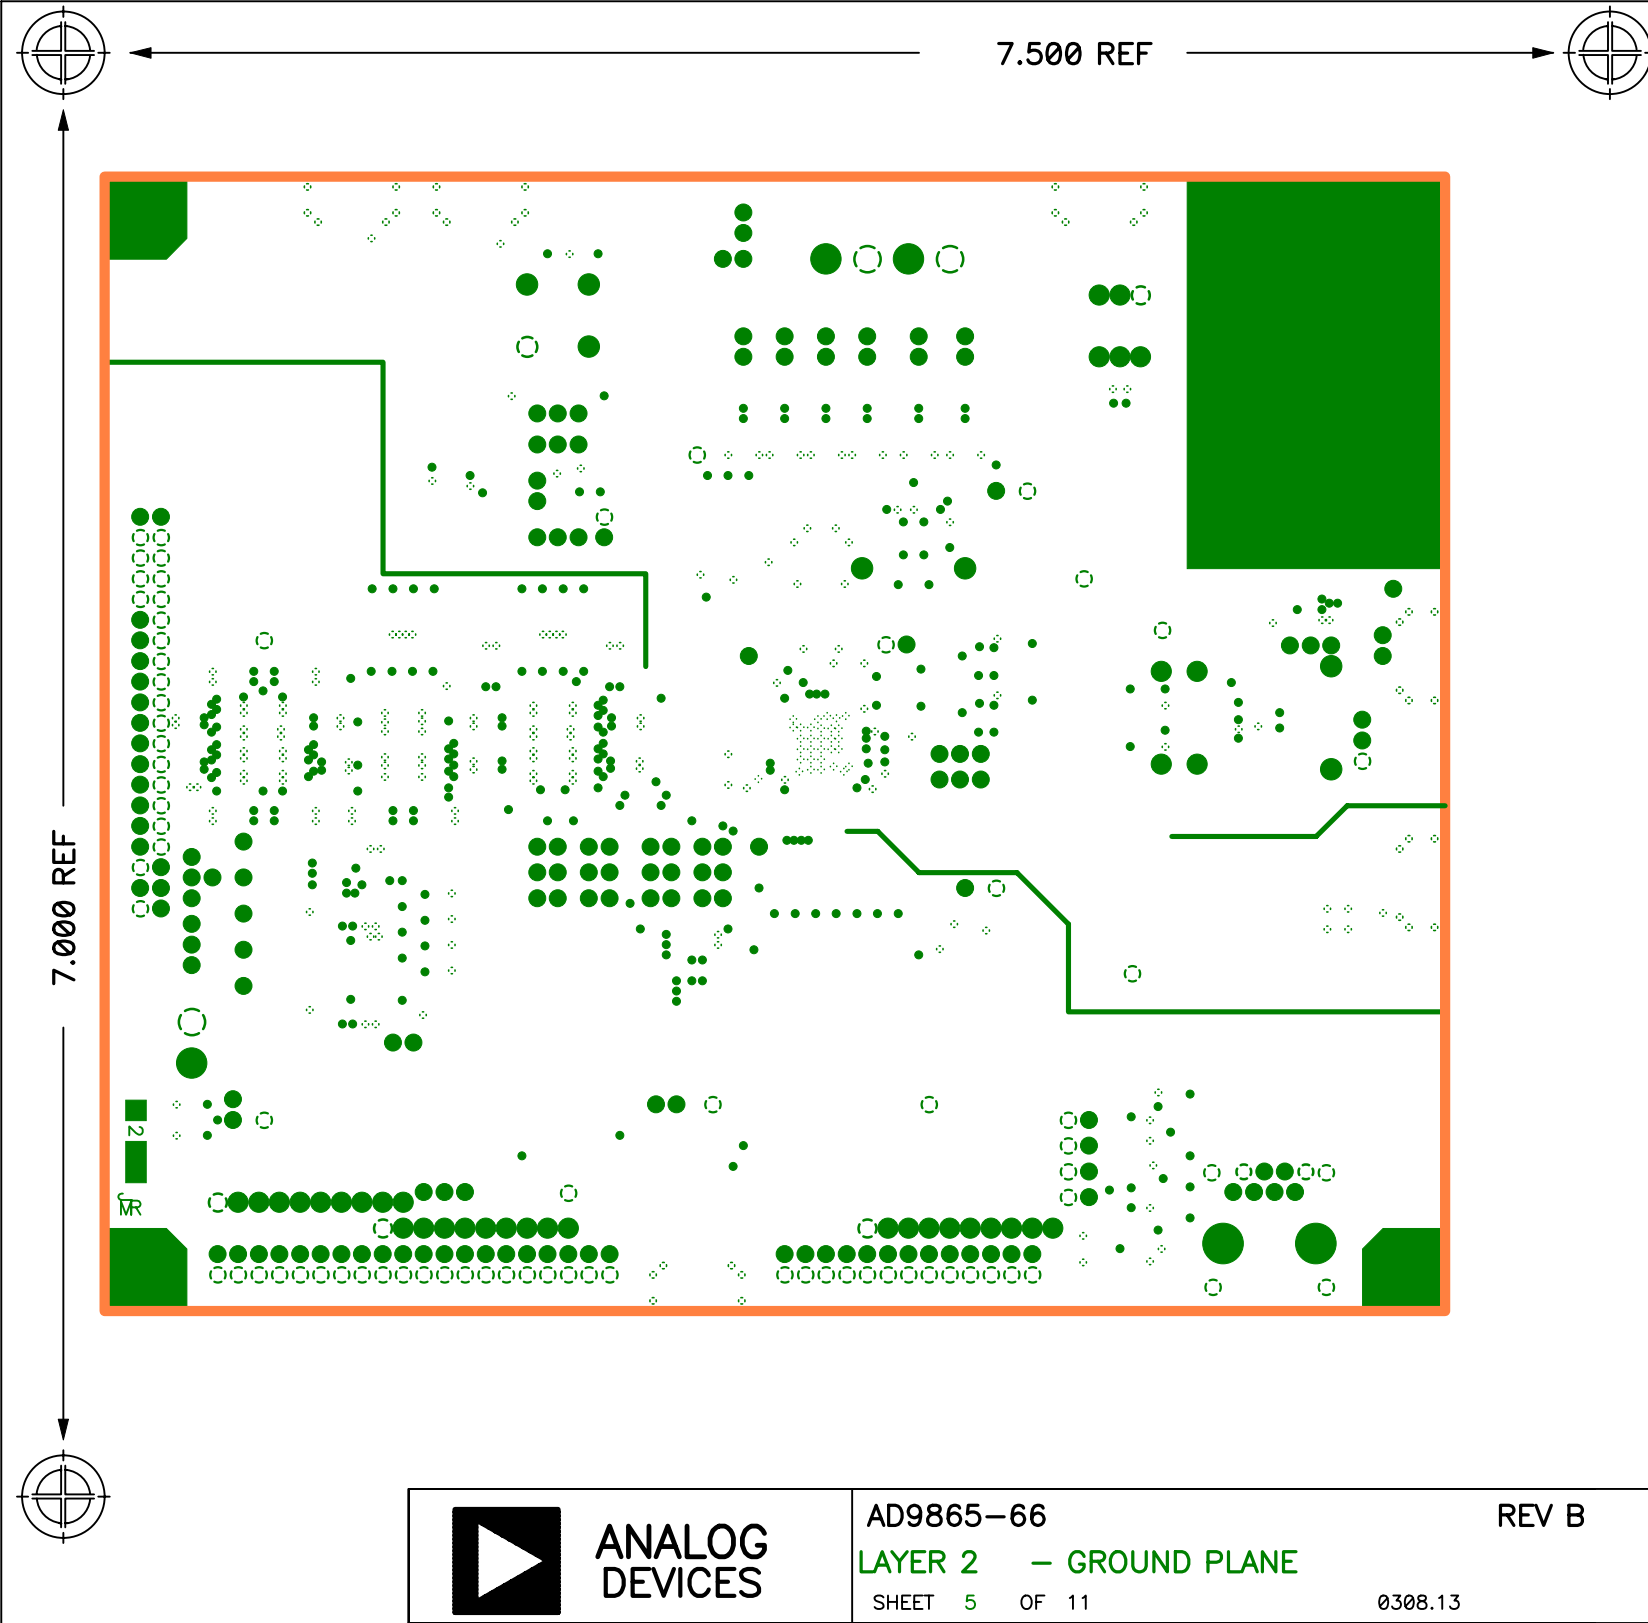 7.500 REF
7.000 REF
2
JMR
ANALOG
DEVICES
AD9865-66
REV B
LAYER 2 - GROUND PLANE
SHEET 5 OF 11
0308.13